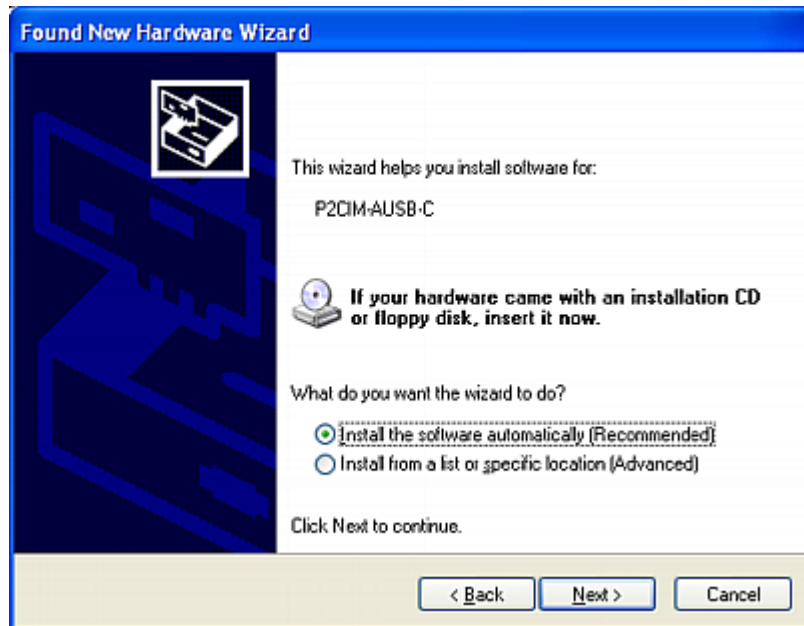 Found New Hardware Wizard
This wizard helps you install software for:
P2CIM-AUSB-C
If your hardware came with an installation CD
or floppy disk, insert it now.
What do you want the wizard to do?
Install the software automatically (Recommended)
Install from a list or specific location (Advanced)
Click Next to continue.
< Back Next > Cancel